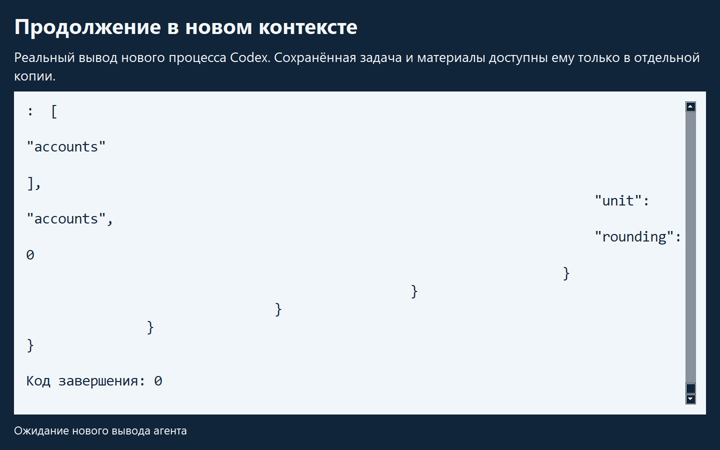 Продолжение в новом контексте
Реальный вывод нового процесса Codex. Сохранённая задача и материалы доступны ему только в отдельной
копии.
: [
"accounts"
],
"unit":
"accounts",
"rounding":
0
}
}
}
}
}
Код завершения: 0
Ожидание нового вывода агента